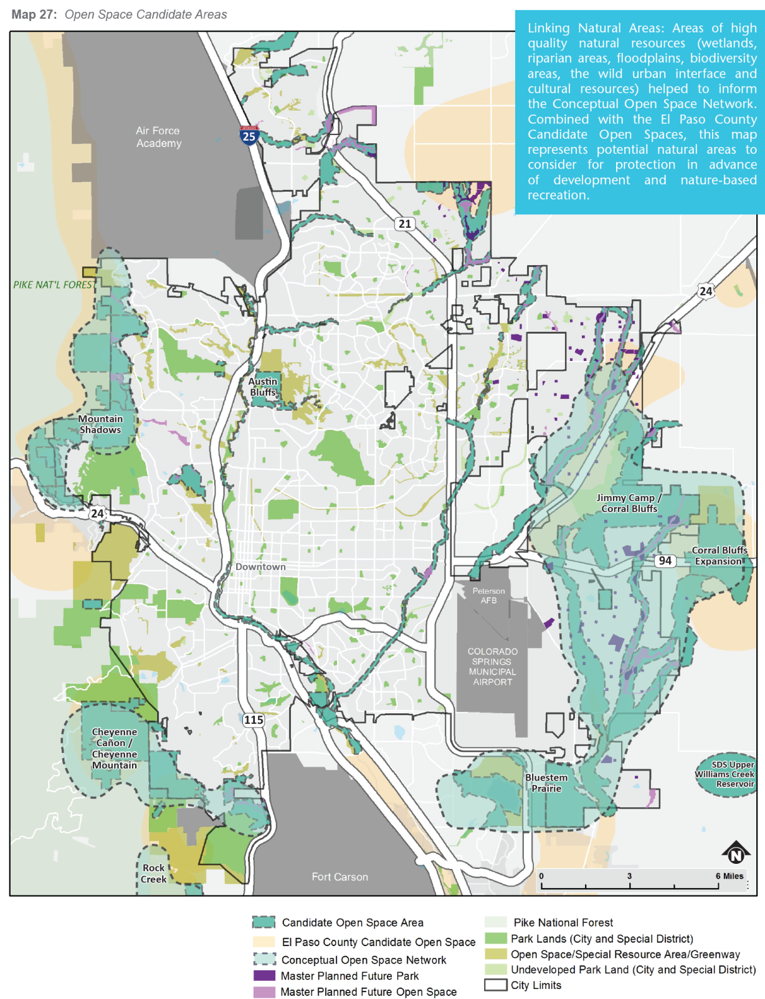 Map 27: Open Space Candidate Areas
Linking Natural Areas: Areas of high
quality natural resources (wetlands,
riparian areas, floodplains, biodiversity
areas, the wild urban interface and
cultural resources) helped to inform
the Conceptual Open Space Network.
Combined with the El Paso County
Candidate Open Spaces, this map
represents potential natural areas to
consider for protection in advance
of development and nature-based
recreation.
Air Force
Academy
INTERSTATE
25
21
PIKE NAT'L FOREST
24
Austin
Bluffs
Mountain
Shadows
24
Jimmy Camp /
Corral Bluffs
Corral Bluffs
Expansion
94
Downtown
Peterson
AFB
COLORADO
SPRINGS
MUNICIPAL
AIRPORT
115
Cheyenne
Cañon /
Cheyenne
Mountain
SDS Upper
Williams Creek
Reservoir
Bluestem
Prairie
Rock
Creek
Fort Carson
N
0 3 6 Miles
Candidate Open Space Area
El Paso County Candidate Open Space
Conceptual Open Space Network
Master Planned Future Park
Master Planned Future Open Space
Pike National Forest
Park Lands (City and Special District)
Open Space/Special Resource Area/Greenway
Undeveloped Park Land (City and Special District)
City Limits